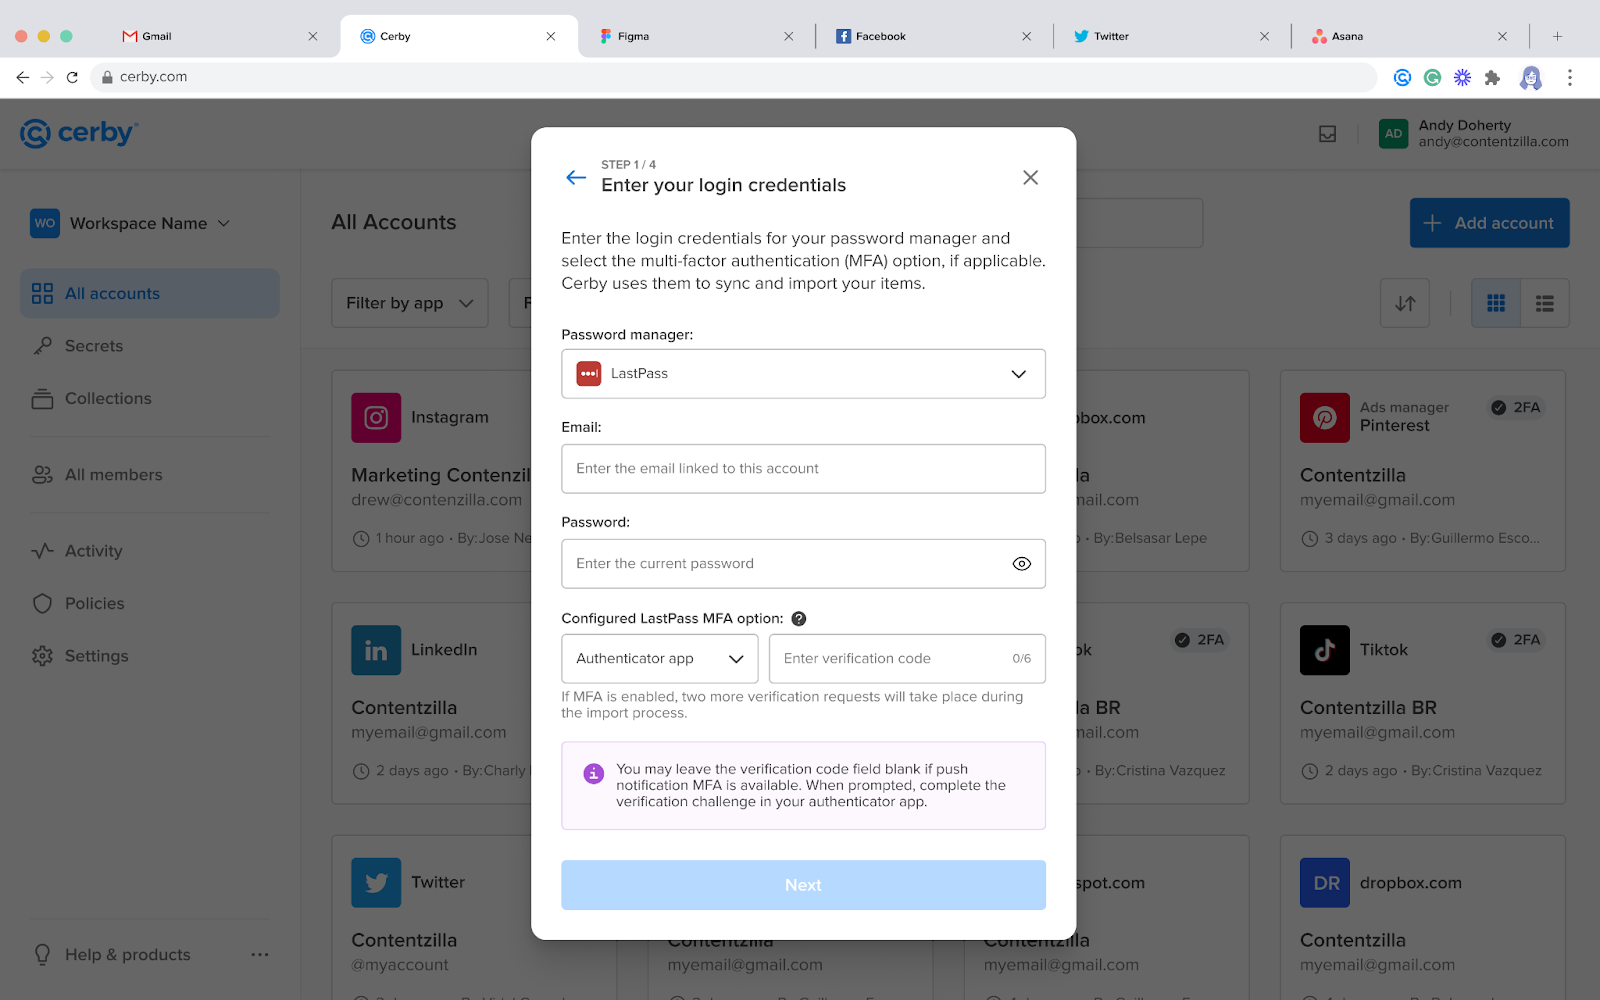 Gmail
Cerby
Figma
Facebook
Twitter
Asana
cerby.com
cerby
AD
Andy Doherty
andy@contentzilla.com
WO
Workspace Name
All accounts
Secrets
Collections
All members
Activity
Policies
Settings
Help & products
All Accounts
Add account
Filter by app
STEP 1 / 4
Enter your login credentials
Enter the login credentials for your password manager and
select the multi-factor authentication (MFA) option, if applicable.
Cerby uses them to sync and import your items.
Password manager:
LastPass
Email:
Enter the email linked to this account
Password:
Enter the current password
Configured LastPass MFA option: ?
Authenticator app
Enter verification code
0/6
If MFA is enabled, two more verification requests will take place during
the import process.
You may leave the verification code field blank if push
notification MFA is available. When prompted, complete the
verification challenge in your authenticator app.
Next
Instagram
Marketing Contenzil
drew@contenzilla.com
1 hour ago • By:Jose Ne
box.com
la
nail.com
• By:Belsasar Lepe
Ads manager
Pinterest
2FA
Contentzilla
myemail@gmail.com
3 days ago • By:Guillermo Esco...
in
LinkedIn
Contentzilla
myemail@gmail.com
2 days ago • By:Charly
ok
2FA
la BR
nail.com
• By:Cristina Vazquez
Tiktok
2FA
Contentzilla BR
myemail@gmail.com
2 days ago • By:Cristina Vazquez
Twitter
Contentzilla
@myaccount
Contentzilla
myemail@gmail.com
spot.com
Contentzilla
myemail@gmail.com
DR
dropbox.com
Contentzilla
myemail@gmail.com